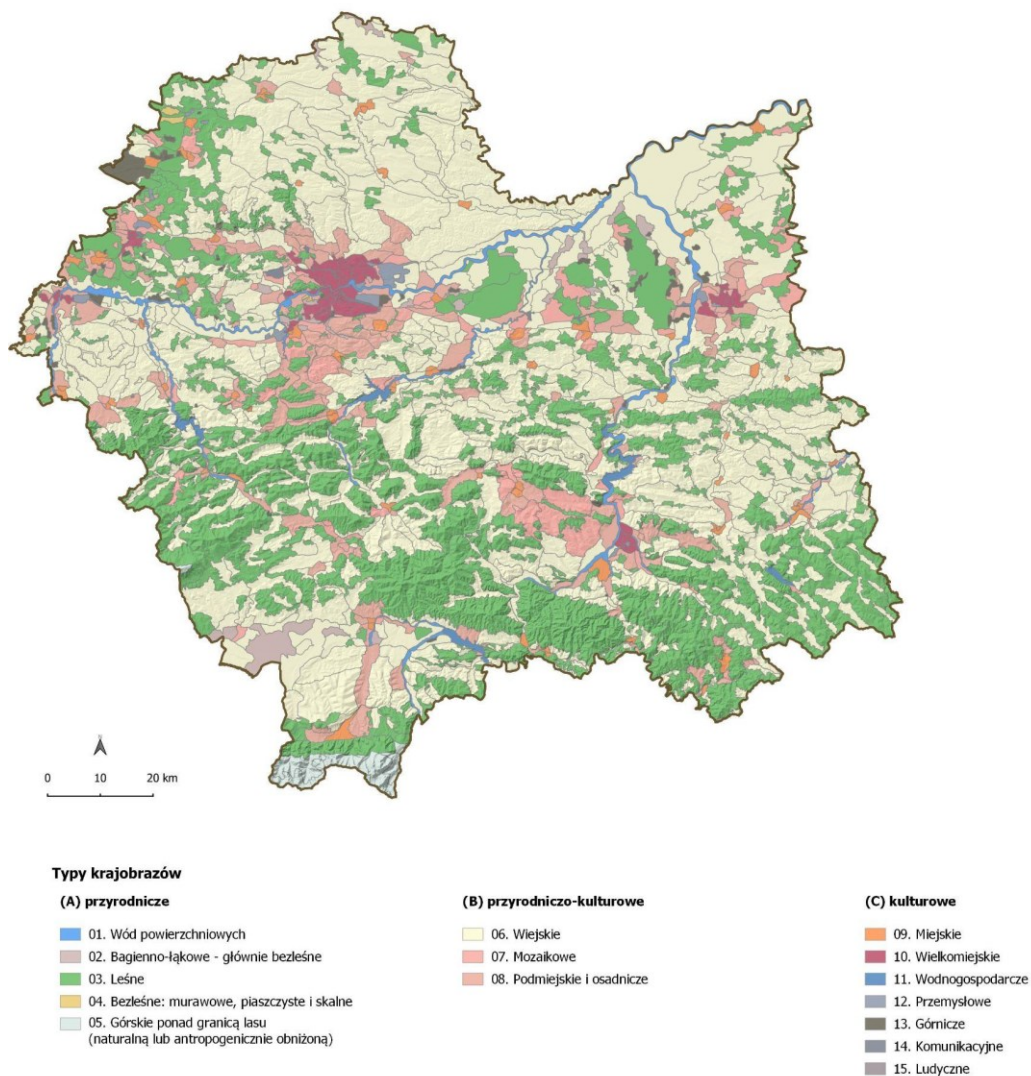 0 10 20 km
Typy krajobrazów
(A) przyrodnicze
01. Wód powierzchniowych
02. Bagienno-łąkowe - głównie bezleśne
03. Leśne
04. Bezleśne: murawowe, piaszczyste i skalne
05. Górskie ponad granicą lasu
(naturalną lub antropogenicznie obniżoną)
(B) przyrodniczo-kulturowe
06. Wiejskie
07. Mozaikowe
08. Podmiejskie i osadnicze
(C) kulturowe
09. Miejskie
10. Wielkomiejskie
11. Wodnogospodarcze
12. Przemysłowe
13. Górnicze
14. Komunikacyjne
15. Ludyczne